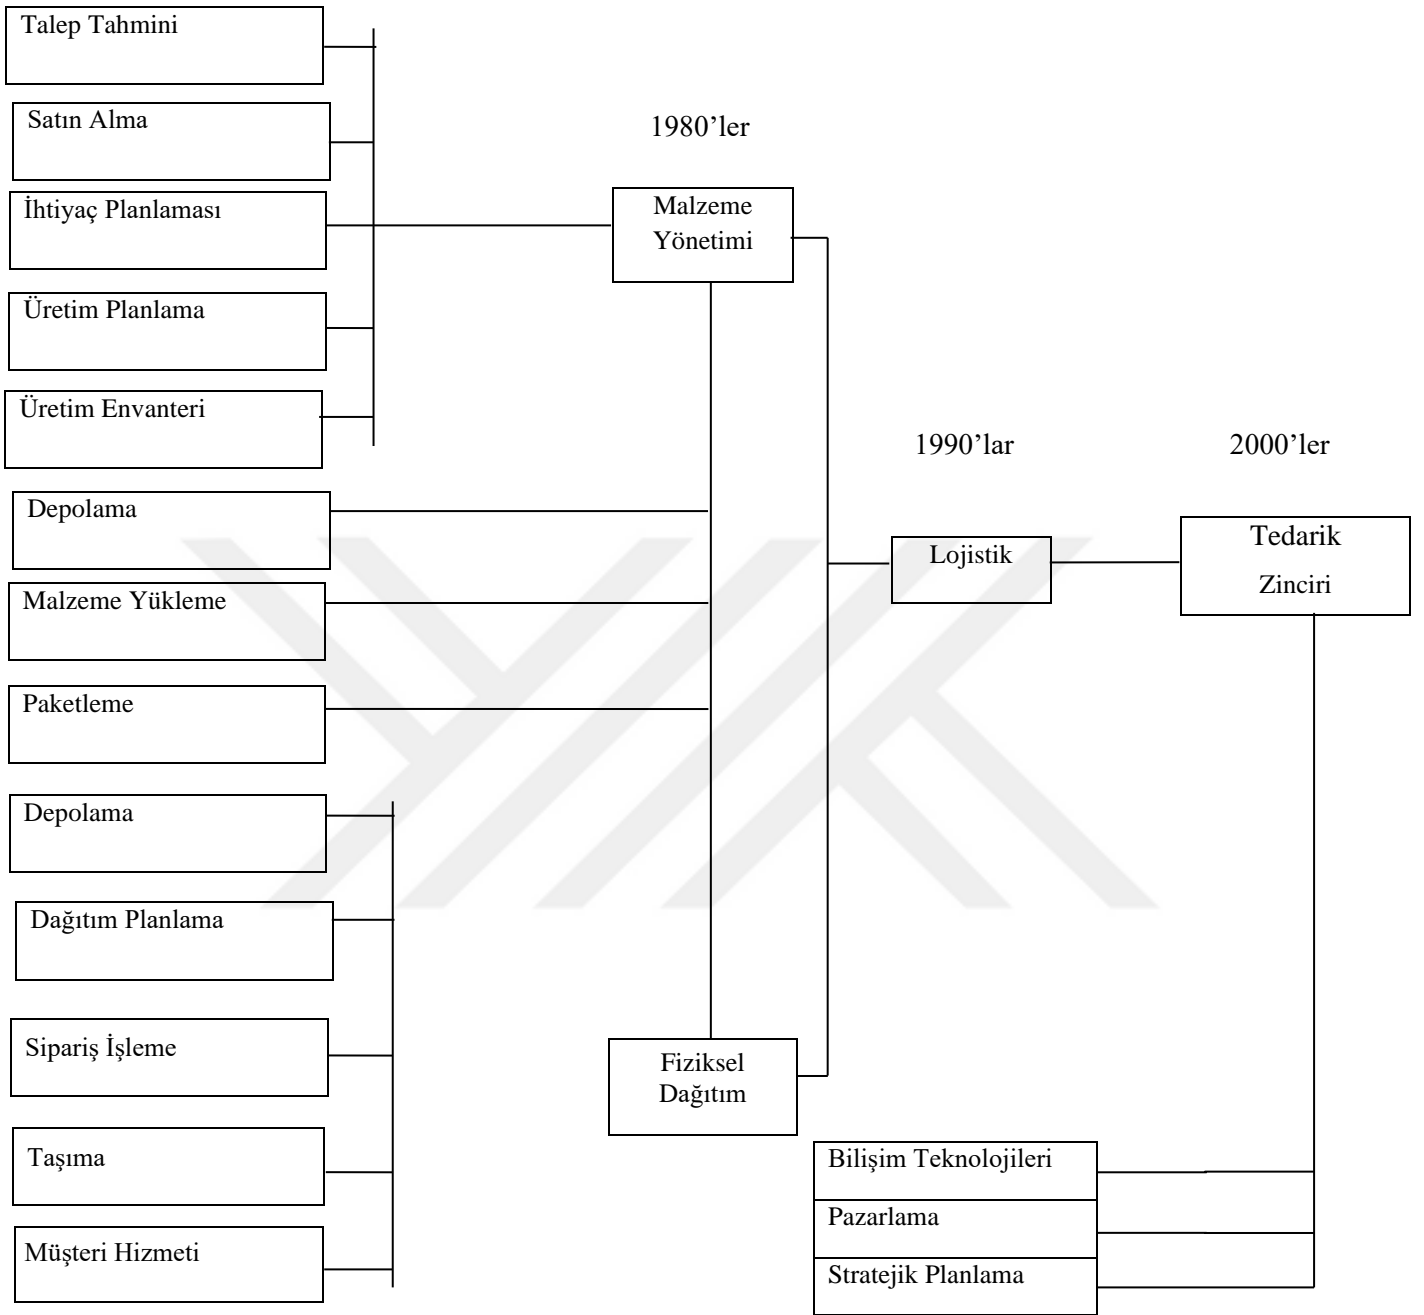 Talep Tahmini
Satın Alma
İhtiyaç Planlaması
Üretim Planlama
Üretim Envanteri
Depolama
Malzeme Yükleme
Paketleme
Depolama
Dağıtım Planlama
Sipariş İşleme
Taşıma
Müşteri Hizmeti
1980’ler
Malzeme
Yönetimi
Fiziksel
Dağıtım
1990’lar
Lojistik
2000’ler
Tedarik
Zinciri
Bilişim Teknolojileri
Pazarlama
Stratejik Planlama